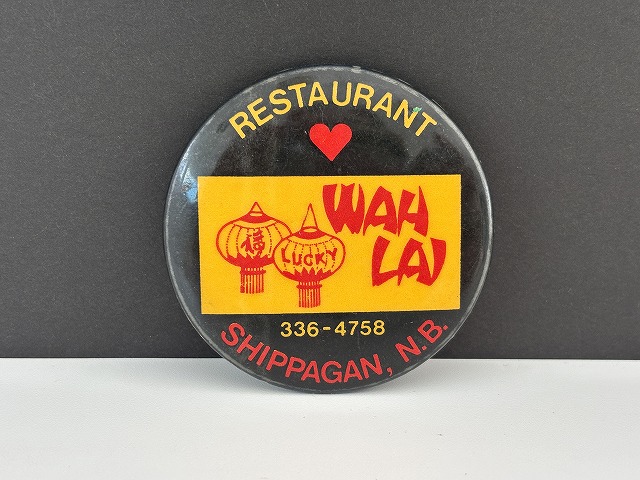 RESTAURANT
WAH
LAI
福
LUCKY
336-4758
SHIPPAGAN, N.B.